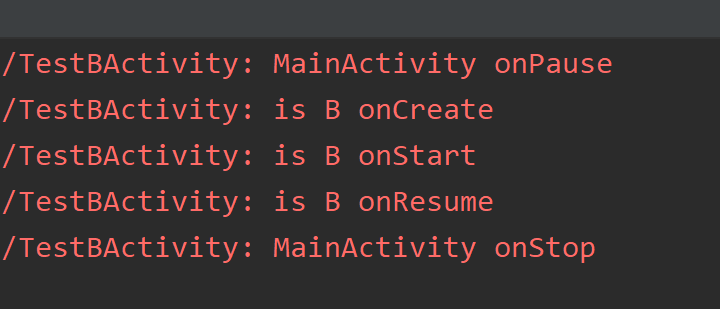 /TestBActivity: MainActivity onPause
/TestBActivity: is B onCreate
/TestBActivity: is B onStart
/TestBActivity: is B onResume
/TestBActivity: MainActivity onStop